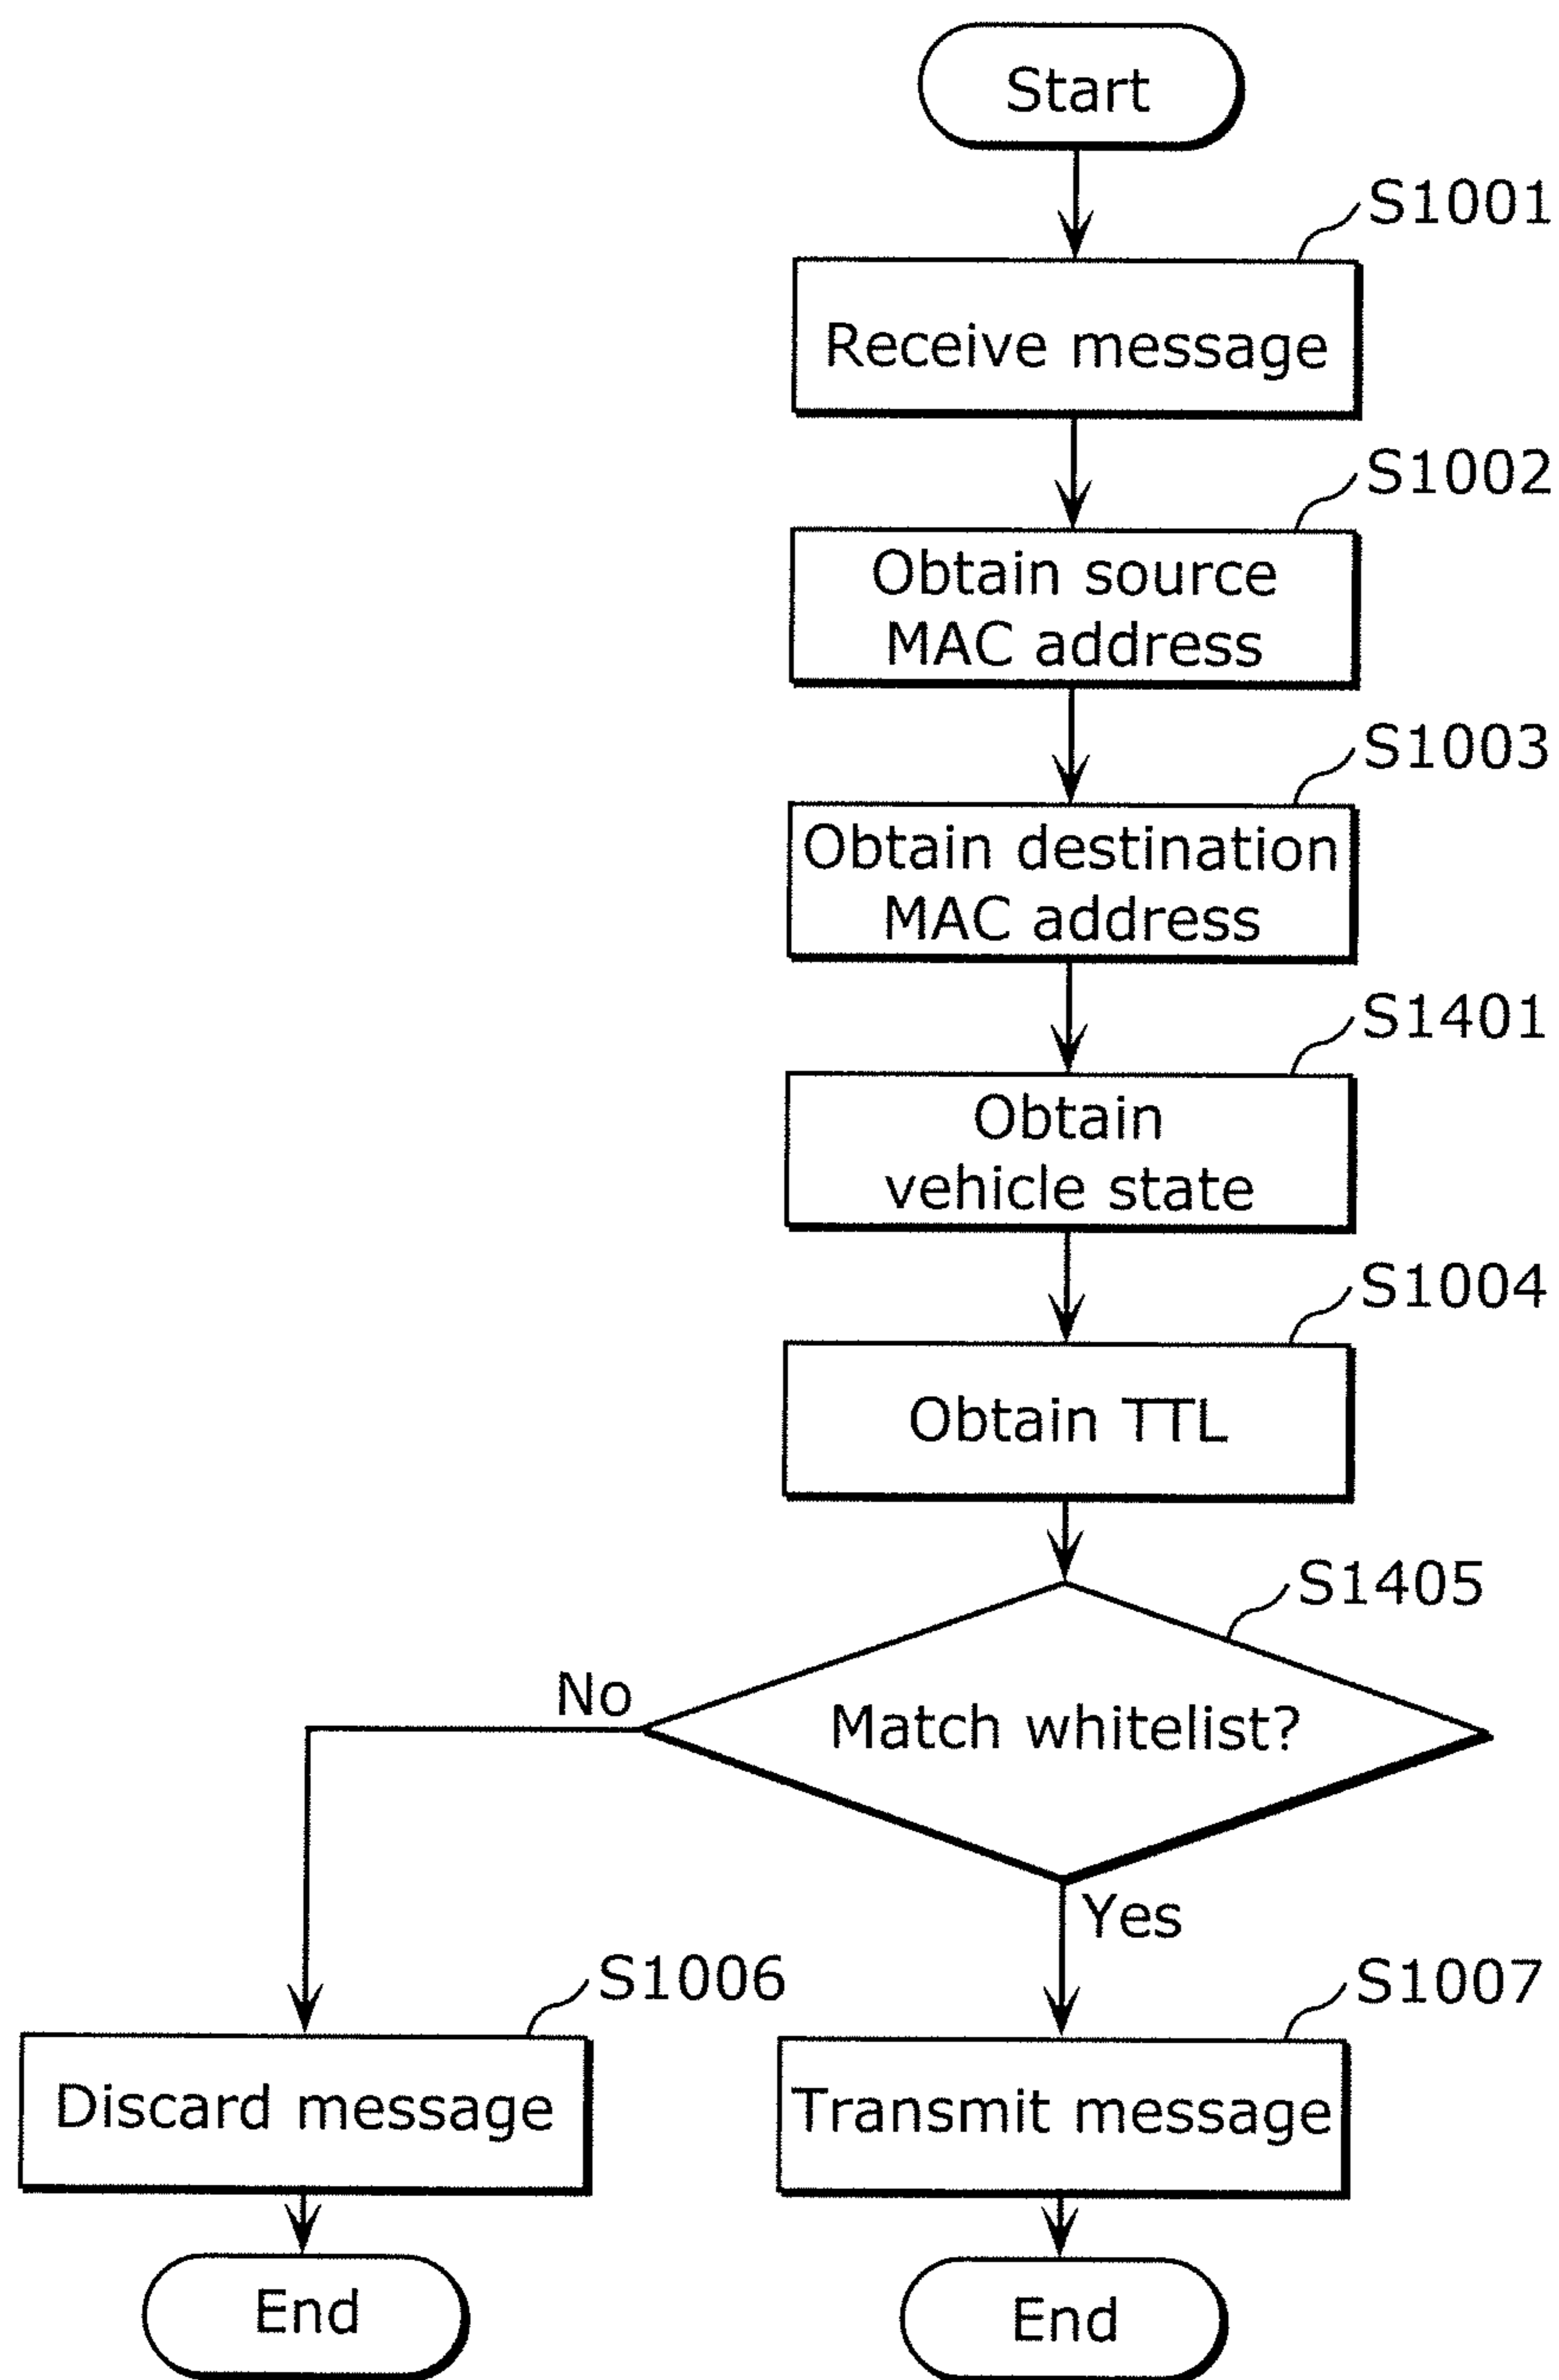 Start
S1001
Receive message
S1002
Obtain source
MAC address
S1003
Obtain destination
MAC address
S1401
Obtain
vehicle state
S1004
Obtain TTL
S1405
Match whitelist?
No
Yes
S1006
Discard message
S1007
Transmit message
End
End